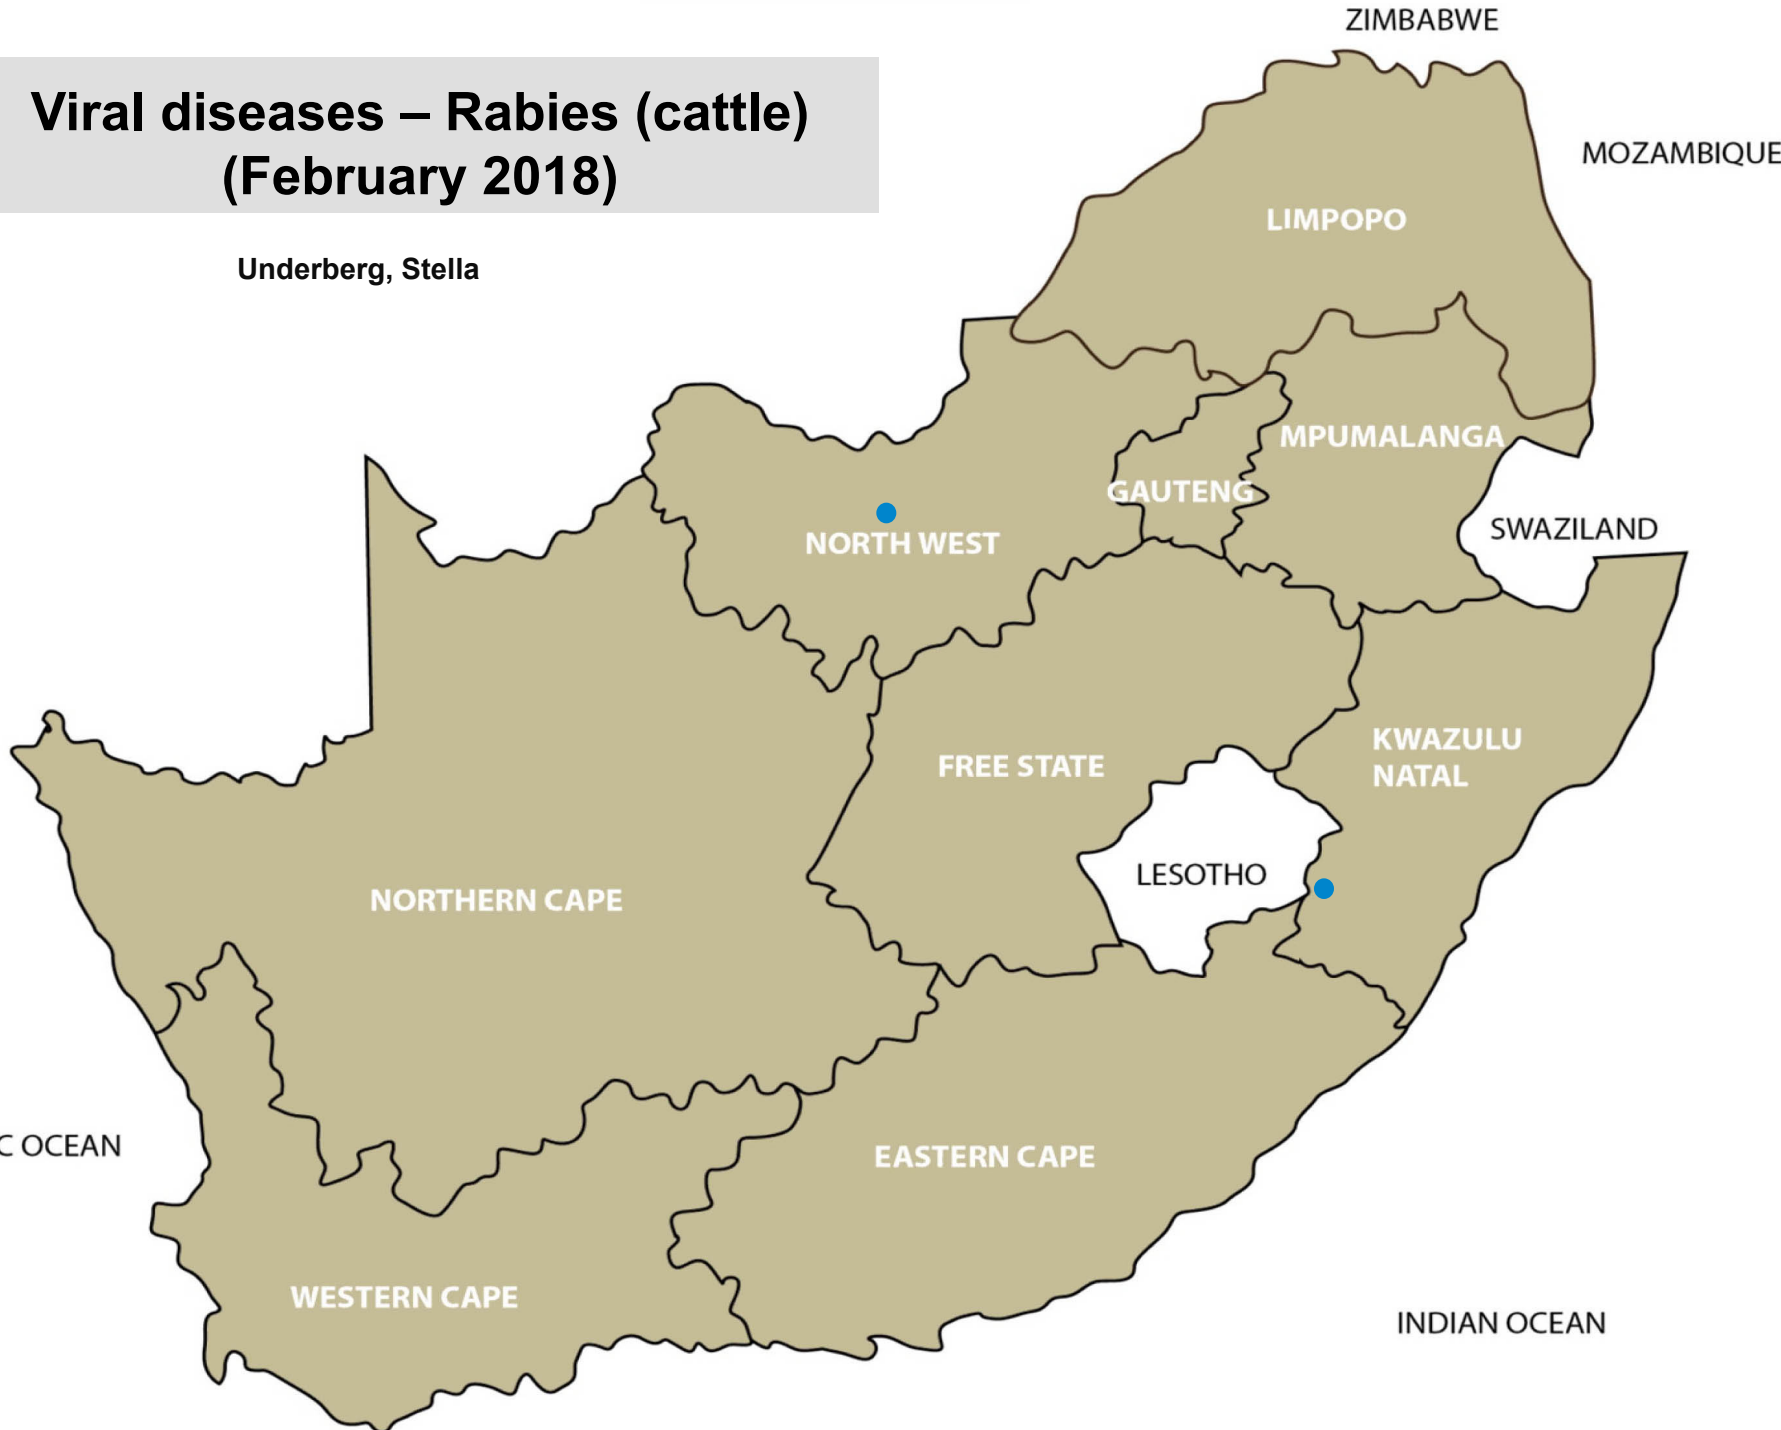 ZIMBABWE
Viral diseases – Rabies (cattle)
(February 2018)
MOZAMBIQUE
LIMPOPO
Underberg, Stella
MPUMALANGA
GAUTENG
SWAZILAND
NORTH WEST
KWAZULU
NATAL
FREE STATE
LESOTHO
NORTHERN CAPE
C OCEAN
EASTERN CAPE
WESTERN CAPE
INDIAN OCEAN